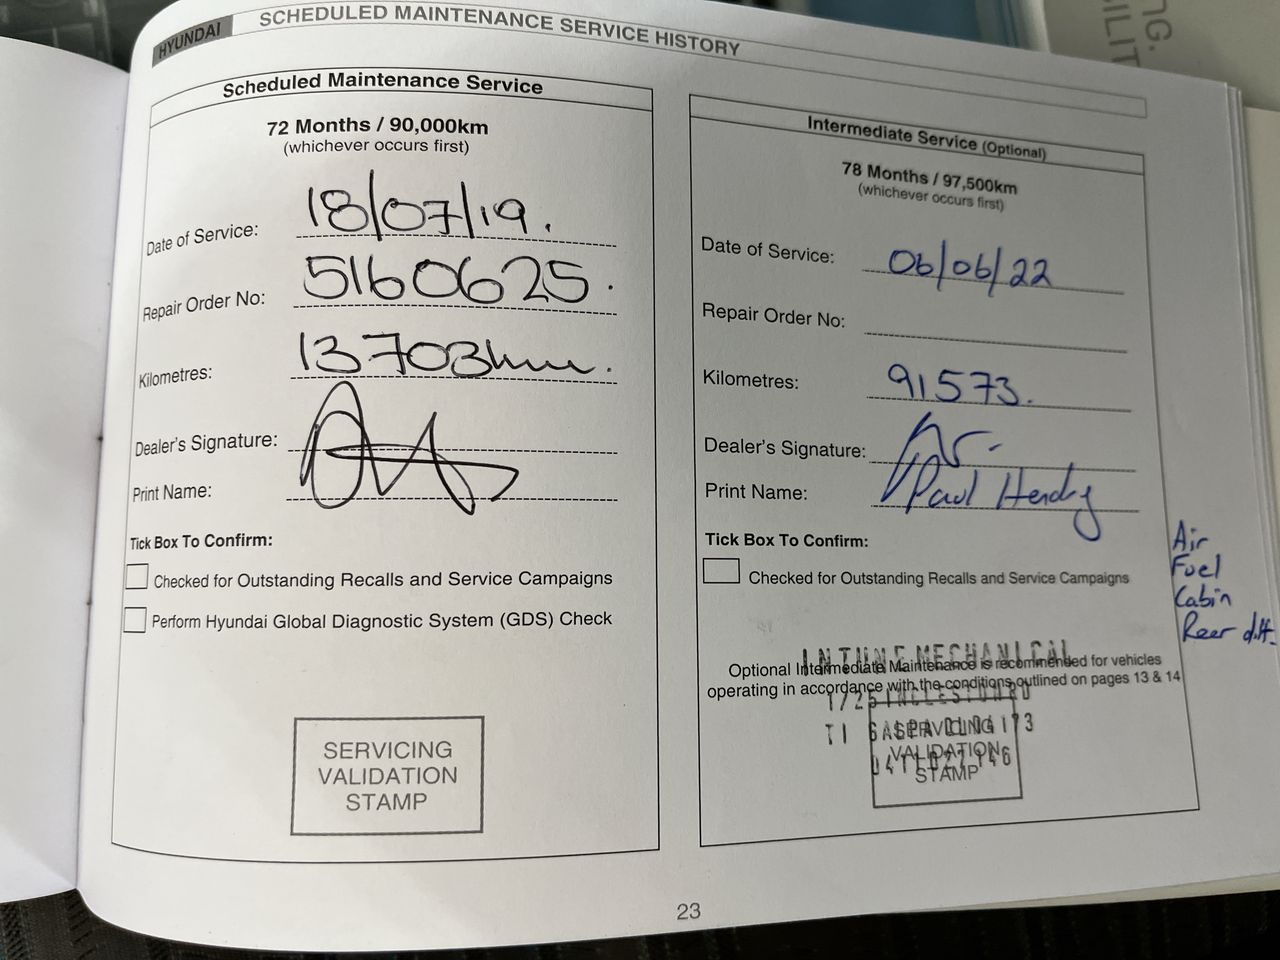 NG.
BILIT
HYUNDAI
SCHEDULED MAINTENANCE SERVICE HISTORY
Scheduled Maintenance Service
72 Months / 90,000km
(whichever occurs first)
Date of Service: 18/07/19.
Repair Order No: 5160625.
Kilometres: 13703km.
Dealer's Signature:
Print Name:
Tick Box To Confirm:
Checked for Outstanding Recalls and Service Campaigns
Perform Hyundai Global Diagnostic System (GDS) Check
SERVICING
VALIDATION
STAMP
Intermediate Service (Optional)
78 Months / 97,500km
(whichever occurs first)
Date of Service: 06/06/22
Repair Order No:
Kilometres: 91573.
Dealer's Signature:
Print Name: Paul Hendry
Tick Box To Confirm:
Checked for Outstanding Recalls and Service Campaigns
Air
Fuel
Cabin
Rear diff.
IN TUNE MECHANICAL
Optional Intermediate Maintenance is recommended for vehicles
operating in accordance with the conditions outlined on pages 13 & 14
SERVICING
VALIDATION
STAMP
23